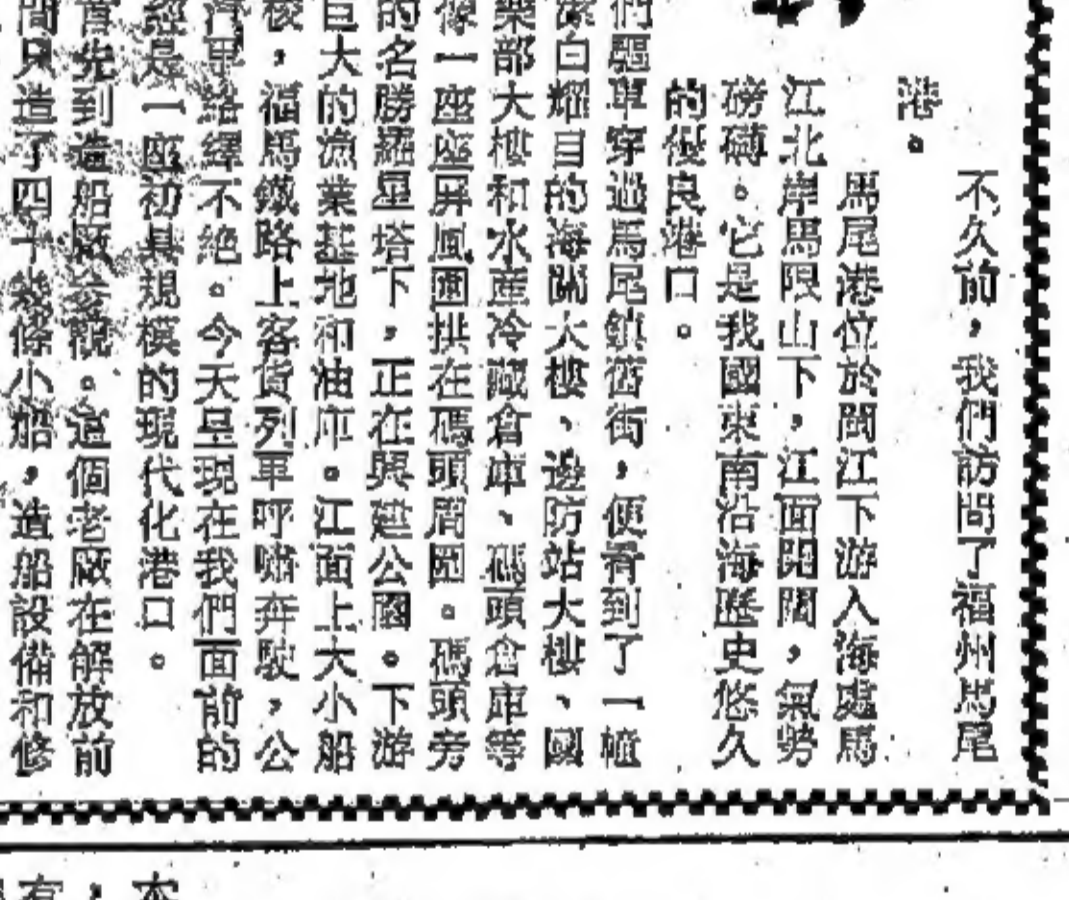 不久前，我們訪問了福州馬尾
港。
馬尾港位於閩江下游入海處馬
江北岸馬限山下，江面開闊，氣勢
磅礴。它是我國東南沿海歷史悠久
的優良港口。
們驅車穿過馬尾鎮舊街，便看到了一幢
潔白耀目的海關大樓、邊防站大樓、國
樂部大樓和水產冷藏倉庫、碼頭倉庫等
像一座座屏風圍拱在碼頭周圍。碼頭旁
的名勝羅星塔下，正在興建公園。下游
巨大的漁業基地和油庫。江面上大小船
梭，福馬鐵路上客貨列車呼嘯奔駛，公
汽車絡繹不絕。今天呈現在我們面前的
經是一座初具規模的現代化港口。
首先到造船廠參觀。這個老廠在解放前
間只造了四十幾條小船，造船設備和修
本
，
有